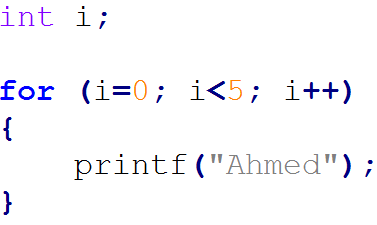 int i;
for (i=0; i<5; i++)
{
printf("Ahmed");
}